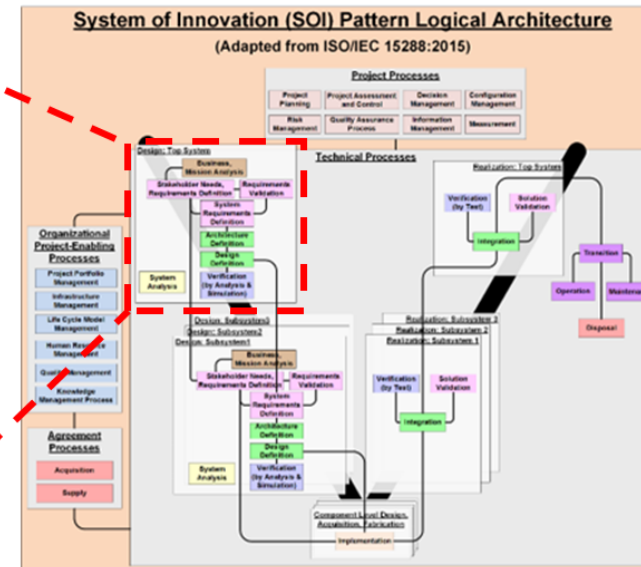 System of Innovation (SOI) Pattern Logical Architecture
(Adapted from ISO/IEC 15288:2015)
Project Processes
Project
Planning
Project Assessment
and Control
Decision
Management
Configuration
Management
Risk
Management
Quality Assurance
Process
Information
Management
Measurement
Technical Processes
Design: Top System
Business,
Mission Analysis
Stakeholder Needs,
Requirements Definition
Requirements
Validation
System
Requirements
Definition
Architecture
Definition
Design
Definition
System
Analysis
Verification
(by Analysis &
Simulation)
Realization: Top System
Verification
(by Test)
Solution
Validation
Integration
Transition
Operation
Maintenance
Disposal
Organizational
Project-Enabling
Processes
Project Portfolio
Management
Infrastructure
Management
Life Cycle Model
Management
Human Resource
Management
Quality Management
Knowledge
Management Process
Agreement
Processes
Acquisition
Supply
Design: Subsystem3
Design: Subsystem2
Design: Subsystem1
Business,
Mission Analysis
Stakeholder Needs,
Requirements Definition
Requirements
Validation
System
Requirements
Definition
Architecture
Definition
Design
Definition
System
Analysis
Verification
(by Analysis &
Simulation)
Realization: Subsystem 3
Realization: Subsystem 2
Realization: Subsystem 1
Verification
(by Test)
Solution
Validation
Integration
Component Level Design,
Acquisition, Fabrication
Implementation